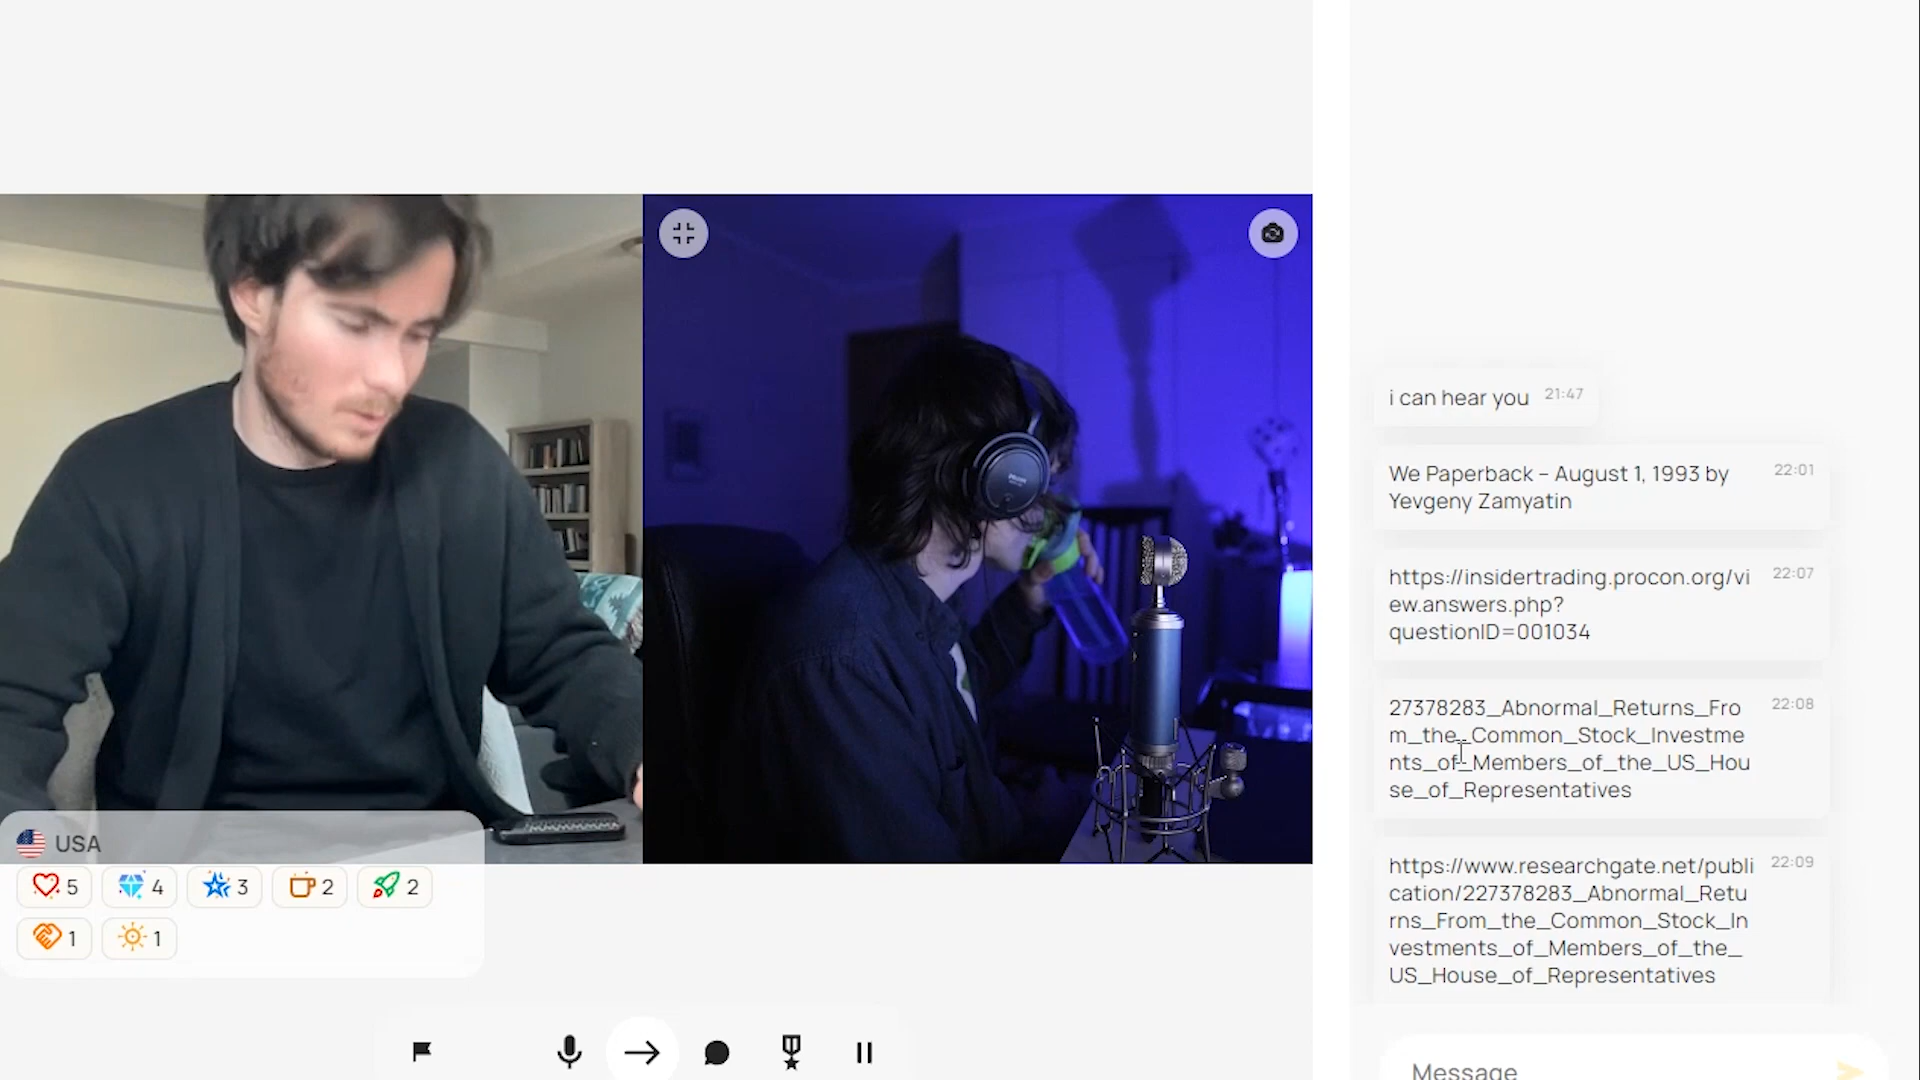 i can hear you 21:47
We Paperback – August 1, 1993 by 22:01
Yevgeny Zamyatin
https://insidertrading.procon.org/vi 22:07
ew.answers.php?
questionID=001034
27378283_Abnormal_Returns_Fro 22:08
m_the_Common_Stock_Investme
nts_of_Members_of_the_US_Hou
se_of_Representatives
https://www.researchgate.net/publi 22:09
cation/227378283_Abnormal_Retu
rns_From_the_Common_Stock_In
vestments_of_Members_of_the_
US_House_of_Representatives
USA
5 4 3 2 2
1 1
Message